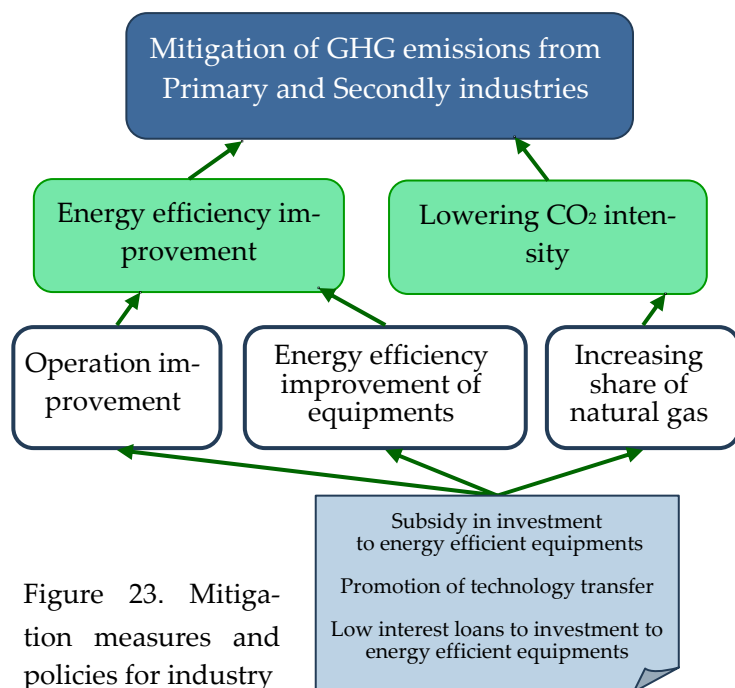 Mitigation of GHG emissions from
Primary and Secondly industries
Energy efficiency im-
provement
Lowering CO₂ inten-
sity
Operation im-
provement
Energy efficiency
improvement of
equipments
Increasing
share of
natural gas
Subsidy in investment
to energy efficient equipments
Promotion of technology transfer
Low interest loans to investment to
energy efficient equipments
Figure 23. Mitiga-
tion measures and
policies for industry